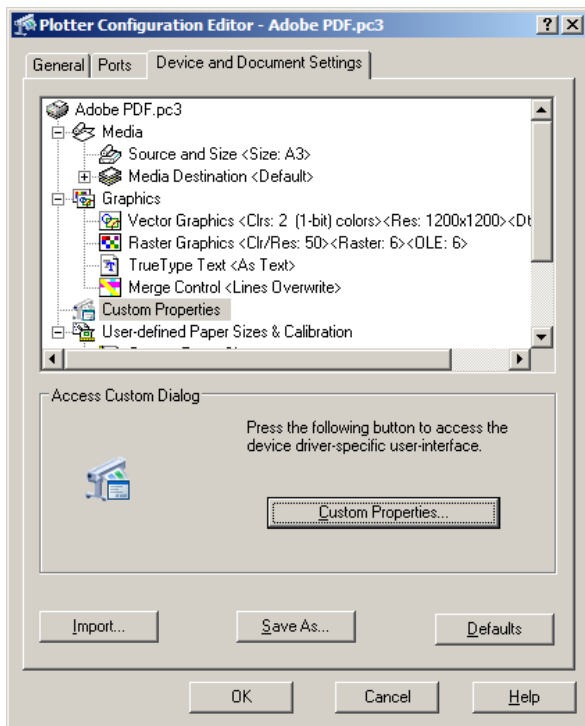 Plotter Configuration Editor - Adobe PDF.pc3
General Ports Device and Document Settings
Adobe PDF.pc3
Media
Source and Size <Size: A3>
Media Destination <Default>
Graphics
Vector Graphics <Clrs: 2 (1-bit) colors><Res: 1200x1200><Dt
Raster Graphics <Clr/Res: 50><Raster: 6><OLE: 6>
TrueType Text <As Text>
Merge Control <Lines Overwrite>
Custom Properties
User-defined Paper Sizes & Calibration
Access Custom Dialog
Press the following button to access the
device driver-specific user-interface.
Custom Properties...
Import... Save As... Defaults
OK Cancel Help